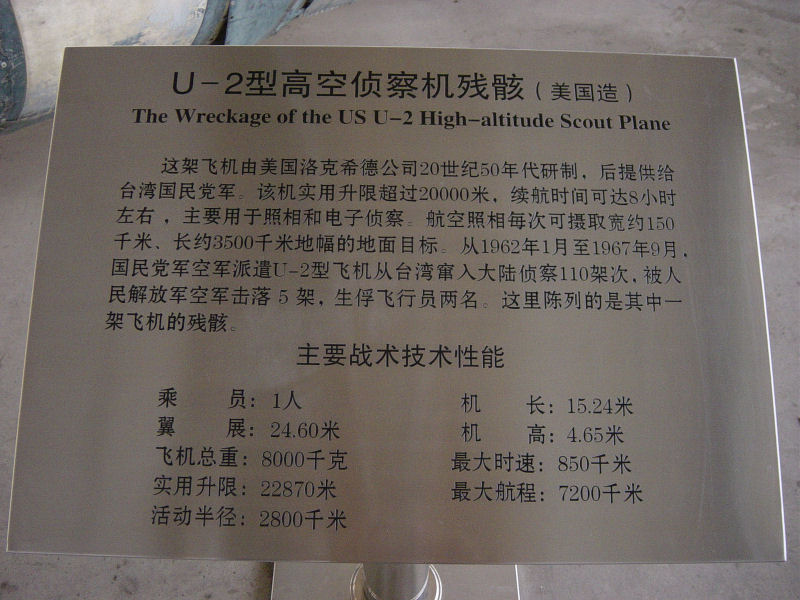 U-2型高空侦察机残骸（美国造）
The Wreckage of the US U-2 High-altitude Scout Plane
这架飞机由美国洛克希德公司20世纪50年代研制，后提供给
台湾国民党军。该机实用升限超过20000米，续航时间可达8小时
左右，主要用于照相和电子侦察。航空照相每次可摄取宽约150
千米、长约3500千米地幅的地面目标。从1962年1月至1967年9月，
国民党军空军派遣U-2型飞机从台湾窜入大陆侦察110架次，被人
民解放军空军击落 5 架，生俘飞行员两名。这里陈列的是其中一
架飞机的残骸。
主要战术技术性能
乘　　员：1人　　机　　长：15.24米
翼　　展：24.60米　　机　　高：4.65米
飞机总重：8000千克　　最大时速：850千米
实用升限：22870米　　最大航程：7200千米
活动半径：2800千米